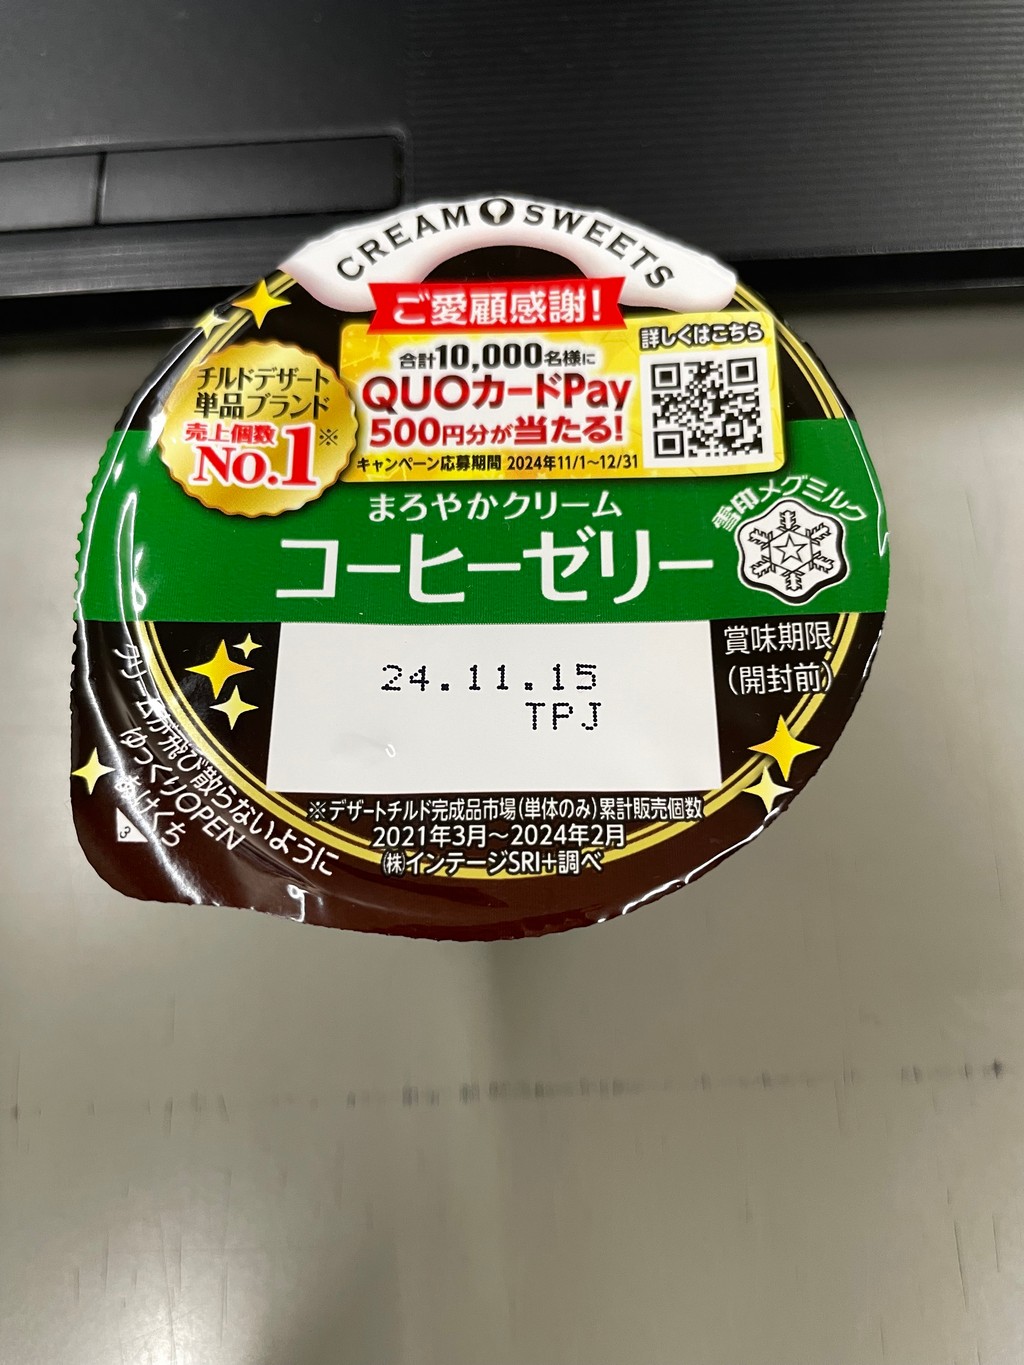 CREAM SWEETS
ご愛顧感謝!
合計10,000名様に
QUOカードPay
500円分が当たる!
キャンペーン応募期間 2024年11/1~12/31
詳しくはこちら
チルドデザート
単品ブランド
売上個数
No.1※
まろやかクリーム
コーヒーゼリー
雪印メグミルク
賞味期限
(開封前)
24.11.15
TPJ
クリームが飛び散らないように
ゆっくりOPEN
あけくち
3
※デザートチルド完成品市場(単体のみ)累計販売個数
2021年3月~2024年2月
㈱インテージSRI+調べ